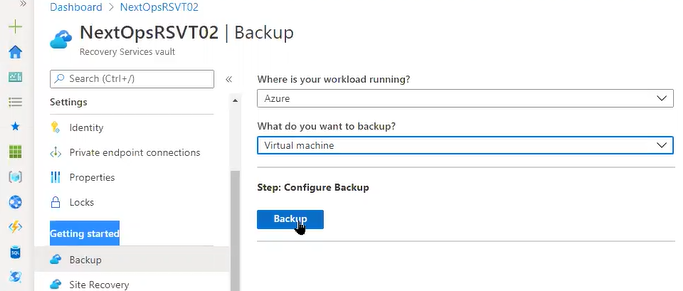 Dashboard > NextOpsRSVT02 >
NextOpsRSVT02 | Backup
Recovery Services vault
Search (Ctrl+/)
«
Settings
Identity
Private endpoint connections
Properties
Locks
Getting started
Backup
Site Recovery
Where is your workload running?
Azure
What do you want to backup?
Virtual machine
Step: Configure Backup
Backup